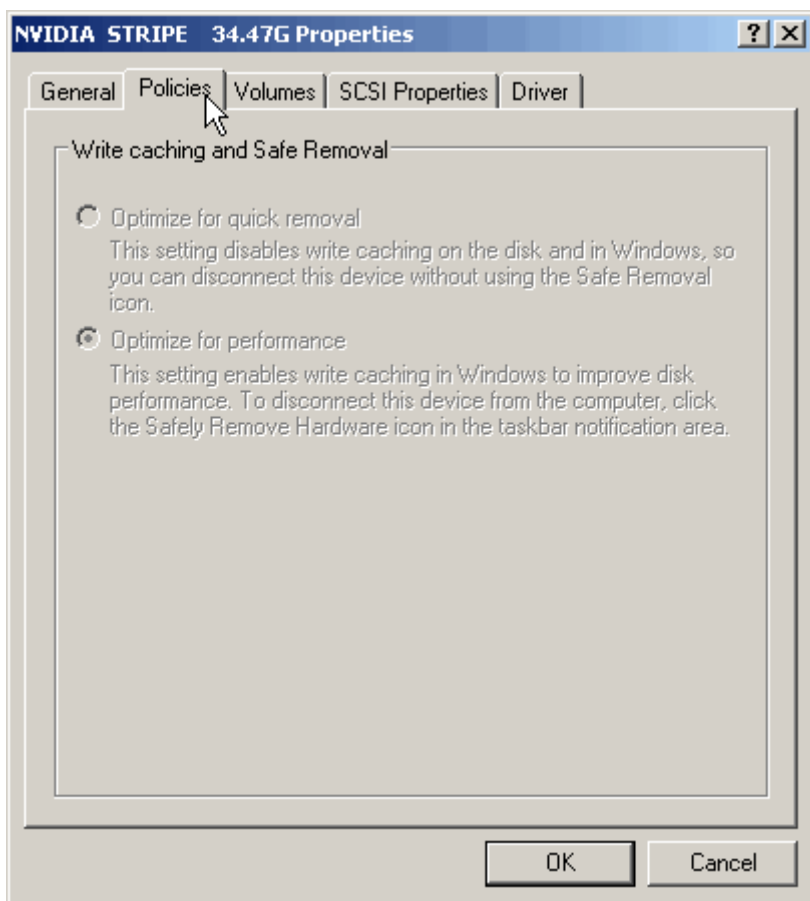 NVIDIA STRIPE 34.47G Properties
General Policies Volumes SCSI Properties Driver
Write caching and Safe Removal
Optimize for quick removal
This setting disables write caching on the disk and in Windows, so
you can disconnect this device without using the Safe Removal
icon.
Optimize for performance
This setting enables write caching in Windows to improve disk
performance. To disconnect this device from the computer, click
the Safely Remove Hardware icon in the taskbar notification area.
OK Cancel